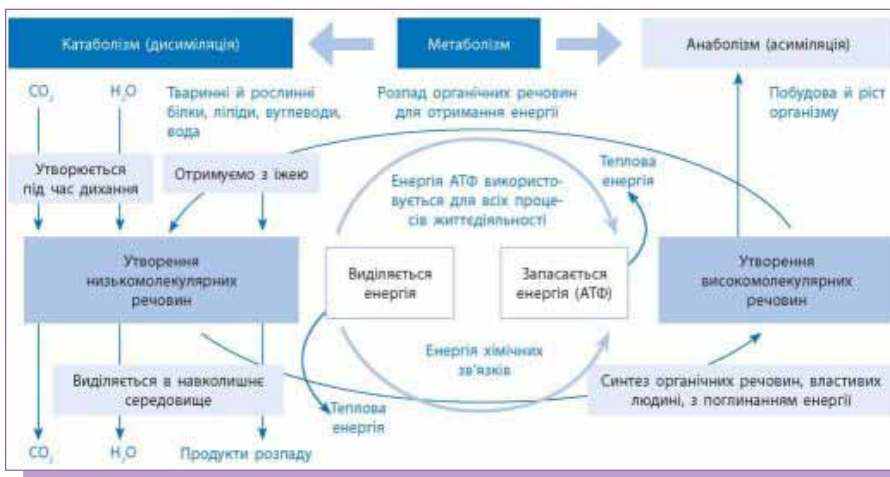 Катаболізм (дисиміляція)
Метаболізм
Анаболізм (асиміляція)
CO₂
H₂O
Тваринні й рослинні
білки, ліпіди, вуглеводи,
вода
Розпад органічних речовин
для отримання енергії
Побудова й ріст
організму
Утворюється
під час дихання
Отримуємо з їжею
Енергія АТФ використо-
вується для всіх проце-
сів життєдіяльності
Теплова
енергія
Утворення
низькомолекулярних
речовин
Виділяється
енергія
Запасається
енергія (АТФ)
Утворення
високомолекулярних
речовин
Енергія хімічних
зв'язків
Виділяється в навколишнє
середовище
Теплова
енергія
Синтез органічних речовин, властивих
людині, з поглинанням енергії
CO₂
H₂O
Продукти розпаду